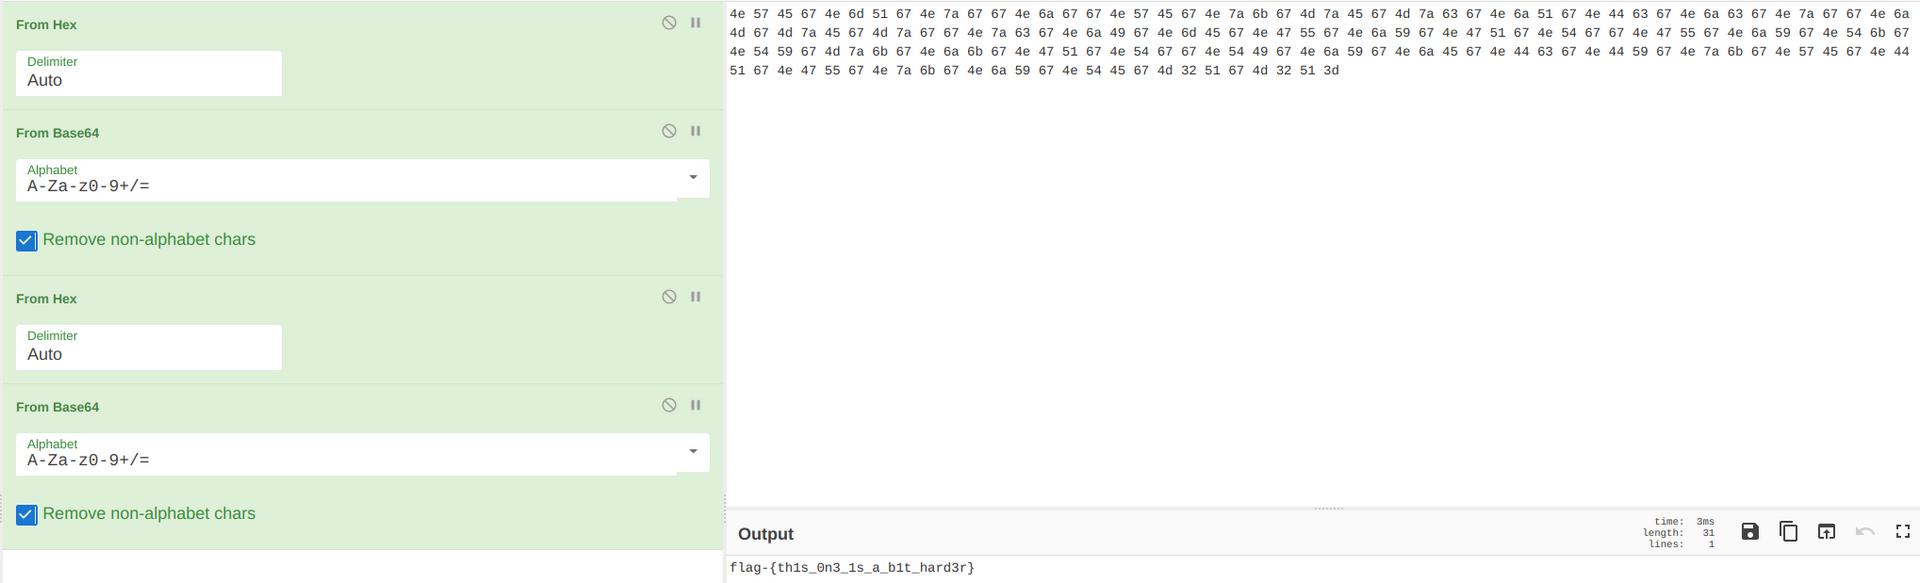 From Hex
Delimiter
Auto
From Base64
Alphabet
A-Za-z0-9+/=
Remove non-alphabet chars
From Hex
Delimiter
Auto
From Base64
Alphabet
A-Za-z0-9+/=
Remove non-alphabet chars
4e 57 45 67 4e 6d 51 67 4e 7a 67 67 4e 6a 67 67 4e 57 45 67 4e 7a 6b 67 4d 7a 45 67 4d 7a 63 67 4e 6a 51 67 4e 44 63 67 4e 6a 63 67 4e 7a 67 67 4e 6a
4d 67 4d 7a 45 67 4d 7a 67 67 4e 7a 63 67 4e 6a 49 67 4e 6d 45 67 4e 47 55 67 4e 6a 59 67 4e 47 51 67 4e 54 67 67 4e 47 55 67 4e 6a 59 67 4e 54 6b 67
4e 54 59 67 4d 7a 6b 67 4e 6a 6b 67 4e 47 51 67 4e 54 67 67 4e 54 49 67 4e 6a 59 67 4e 6a 45 67 4e 44 63 67 4e 44 59 67 4e 7a 6b 67 4e 57 45 67 4e 44
51 67 4e 47 55 67 4e 7a 6b 67 4e 6a 59 67 4e 54 45 67 4d 32 51 67 4d 32 51 3d
Output
time: 3ms
length: 31
lines: 1
flag-{th1s_0n3_1s_a_b1t_hard3r}